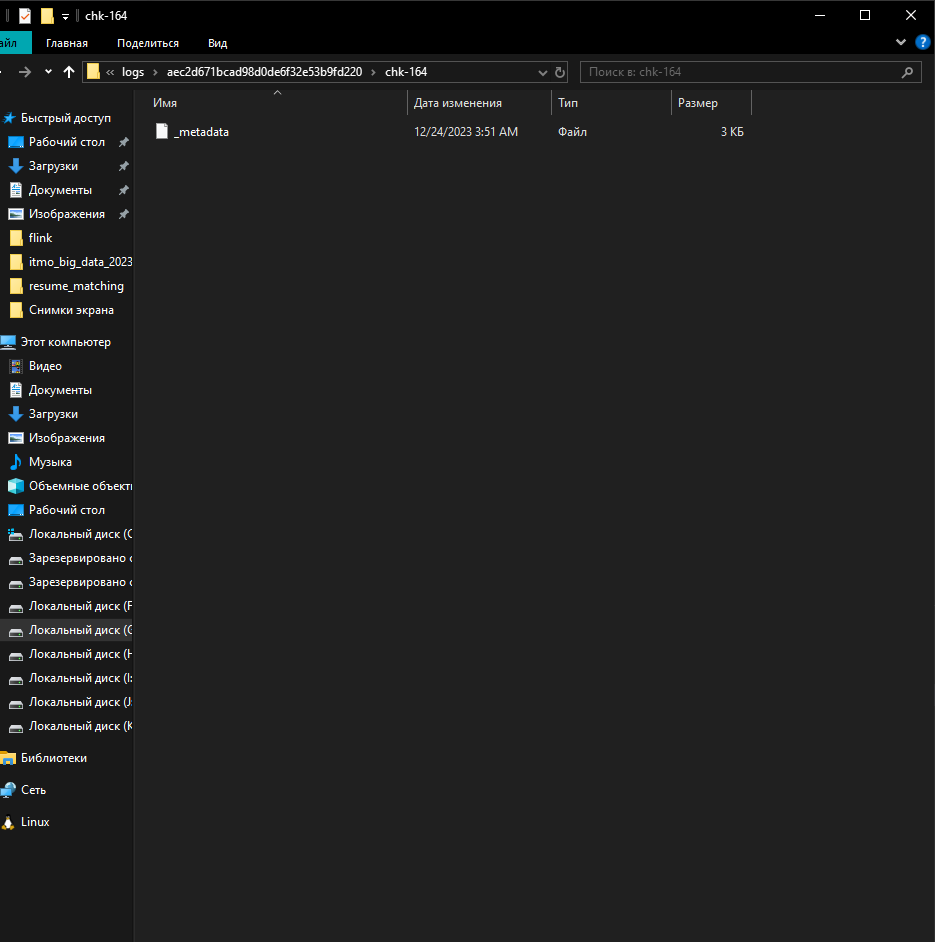 chk-164
айл Главная Поделиться Вид
logs aec2d671bcad98d0de6f32e53b9fd220 chk-164 Поиск в: chk-164
Имя Дата изменения Тип Размер
_metadata 12/24/2023 3:51 AM Файл 3 КБ
Быстрый доступ
Рабочий стол
Загрузки
Документы
Изображения
flink
itmo_big_data_2023
resume_matching
Снимки экрана
Этот компьютер
Видео
Документы
Загрузки
Изображения
Музыка
Объемные объект
Рабочий стол
Локальный диск (C
Зарезервировано с
Зарезервировано с
Локальный диск (F
Локальный диск (G
Локальный диск (H
Локальный диск (I:
Локальный диск (J:
Локальный диск (K
Библиотеки
Сеть
Linux